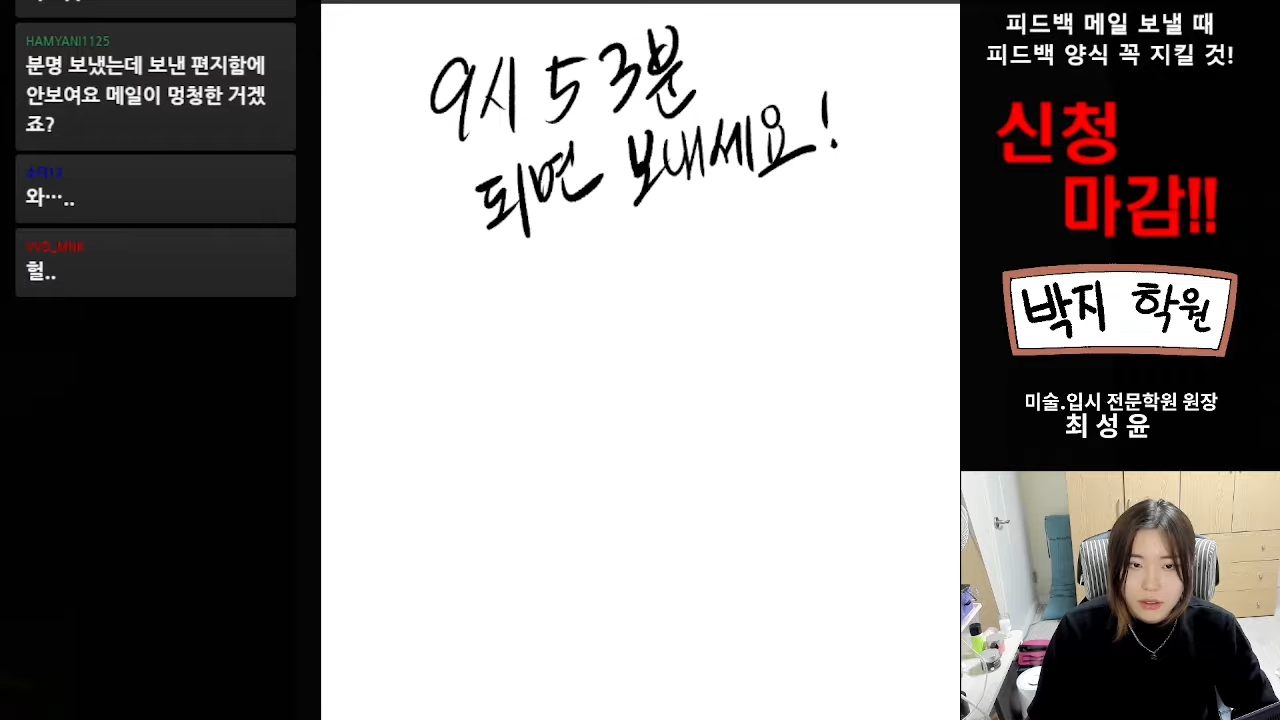 HAMYANI1125
분명 보냈는데 보낸 편지함에
안보여요 메일이 멍청한 거겠
죠?
와….
헐..
9시 53분
되면 보내세요!
피드백 메일 보낼 때
피드백 양식 꼭 지킬 것!
신청
마감!!
박지 학원
미술.입시 전문학원 원장
최성윤